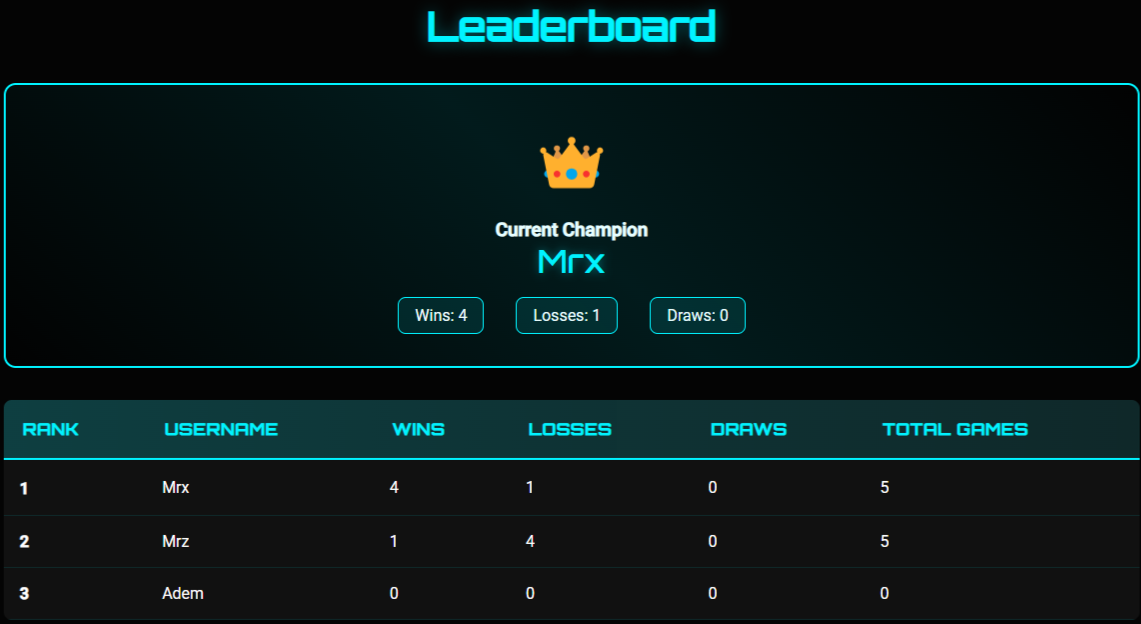 Leaderboard
Current Champion
Mrx
Wins: 4 Losses: 1 Draws: 0
RANK USERNAME WINS LOSSES DRAWS TOTAL GAMES
1 Mrx 4 1 0 5
2 Mrz 1 4 0 5
3 Adem 0 0 0 0